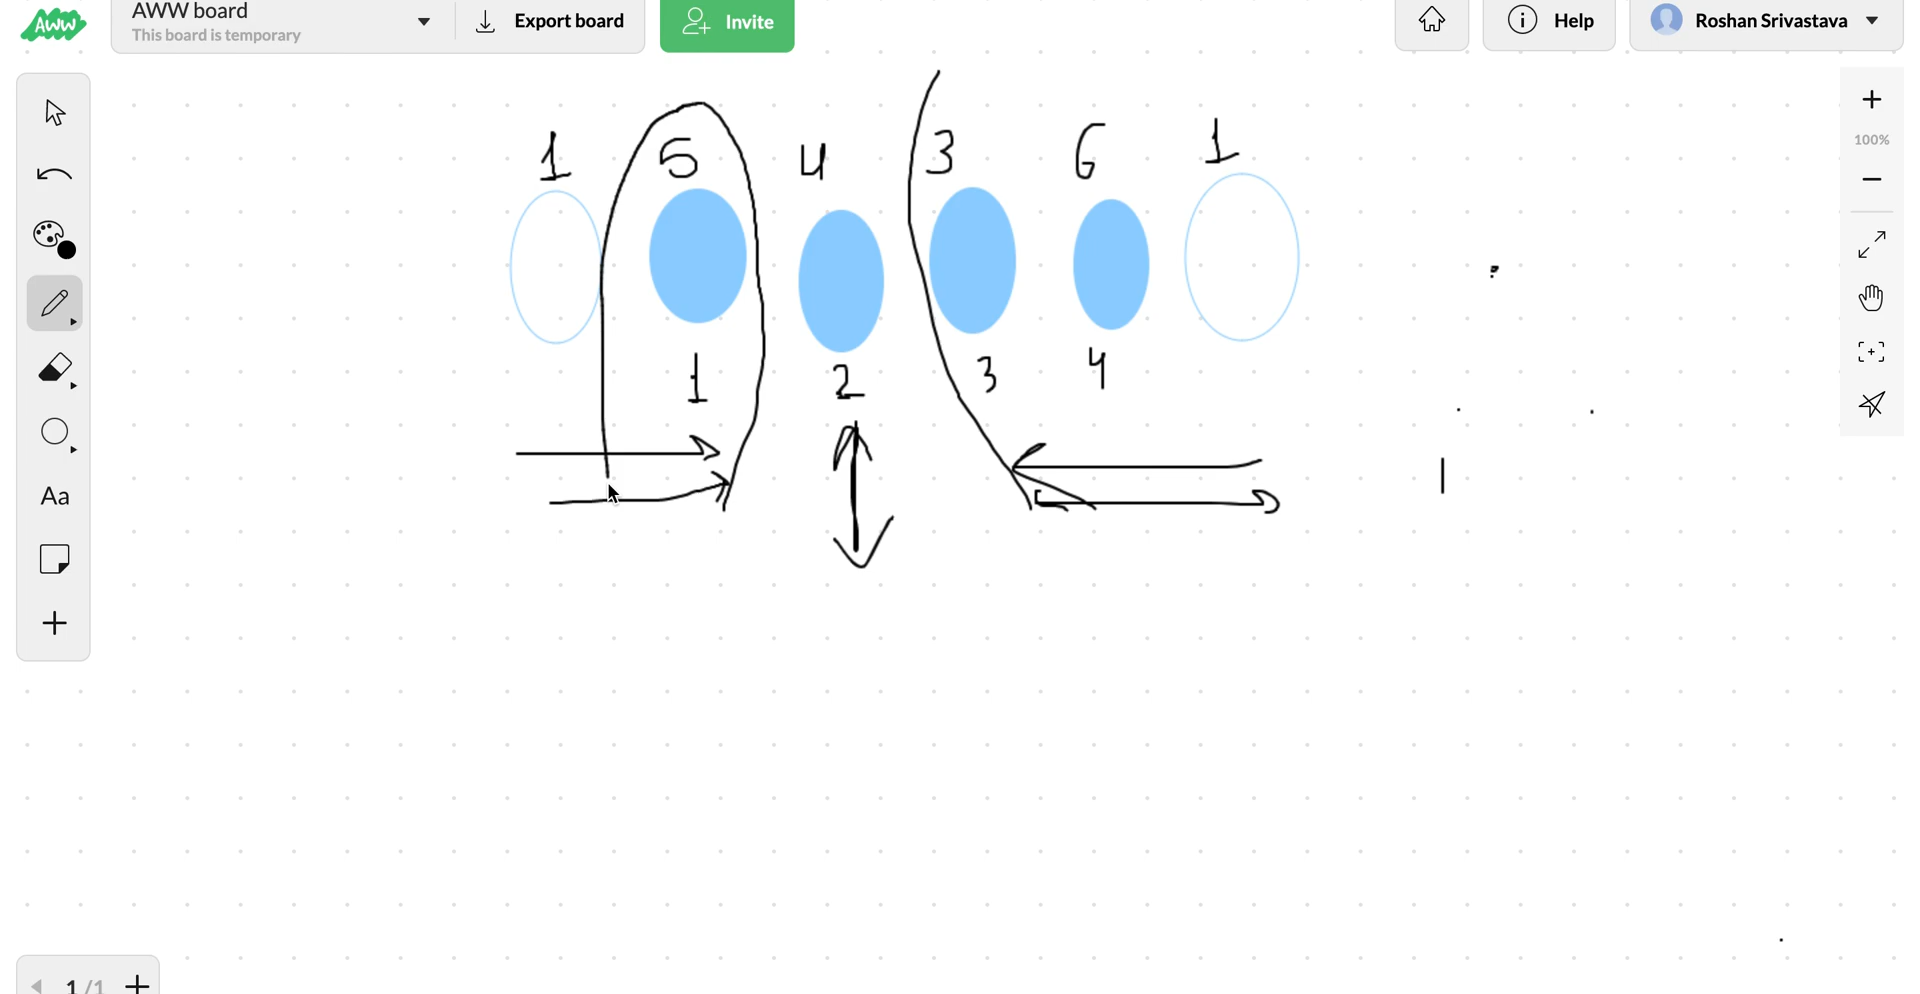 AWW
AWW board
This board is temporary
Export board
Invite
Help
Roshan Srivastava
100%
1 5 4 3 6 1
1 2 3 4
Aa
1/1